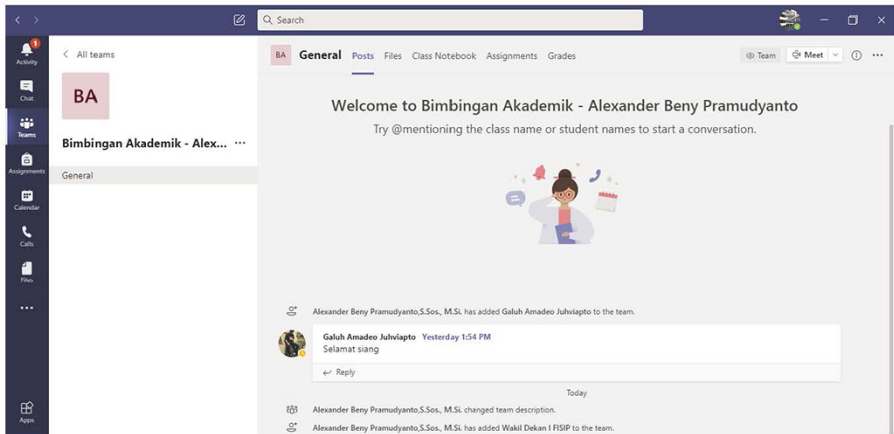 Search
Activity
1
Chat
Teams
Assignments
Calendar
Calls
Files
Apps
All teams
BA
Bimbingan Akademik - Alex...
General
BA General Posts Files Class Notebook Assignments Grades
Team Meet
Welcome to Bimbingan Akademik - Alexander Beny Pramudyanto
Try @mentioning the class name or student names to start a conversation.
Alexander Beny Pramudyanto,S.Sos., M.Si. has added Galuh Amadeo Juhviapto to the team.
Galuh Amadeo Juhviapto Yesterday 1:54 PM
Selamat siang
Reply
Today
Alexander Beny Pramudyanto,S.Sos., M.Si. changed team description.
Alexander Beny Pramudyanto,S.Sos., M.Si. has added Wakil Dekan I FISIP to the team.